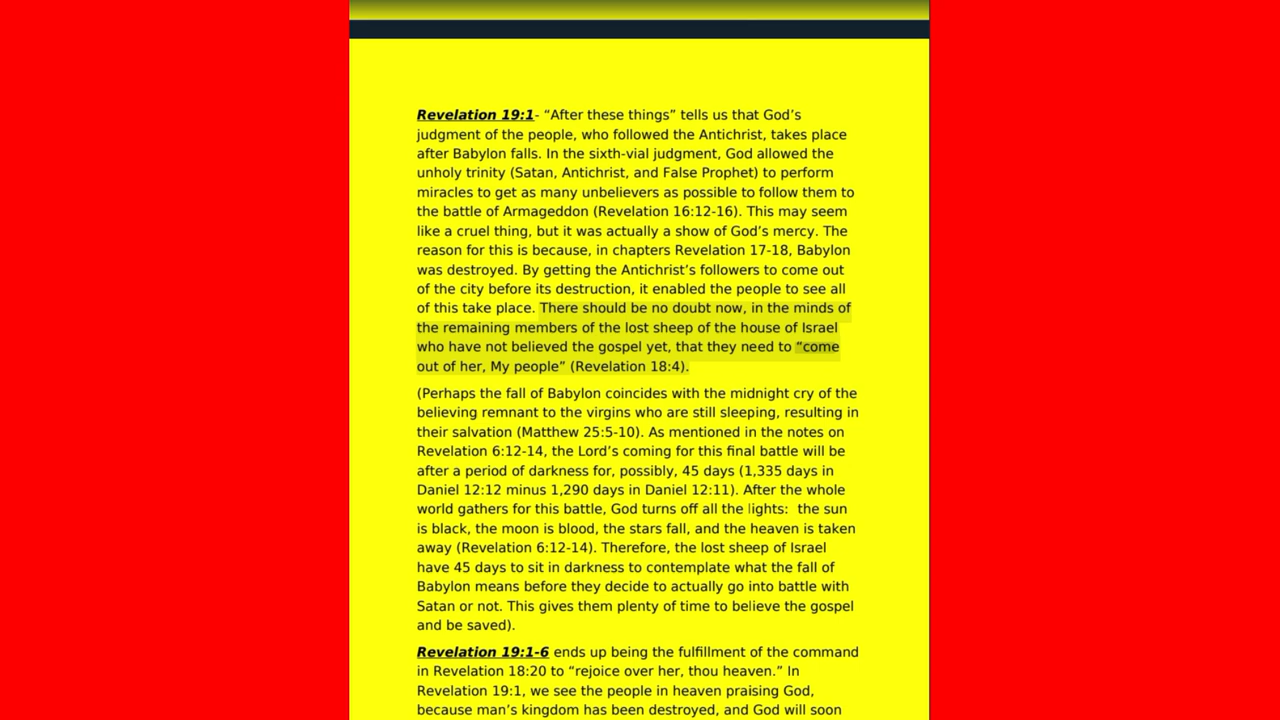 Revelation 19:1- “After these things” tells us that God’s
judgment of the people, who followed the Antichrist, takes place
after Babylon falls. In the sixth-vial judgment, God allowed the
unholy trinity (Satan, Antichrist, and False Prophet) to perform
miracles to get as many unbelievers as possible to follow them to
the battle of Armageddon (Revelation 16:12-16). This may seem
like a cruel thing, but it was actually a show of God’s mercy. The
reason for this is because, in chapters Revelation 17-18, Babylon
was destroyed. By getting the Antichrist’s followers to come out
of the city before its destruction, it enabled the people to see all
of this take place. There should be no doubt now, in the minds of
the remaining members of the lost sheep of the house of Israel
who have not believed the gospel yet, that they need to “come
out of her, My people” (Revelation 18:4).
(Perhaps the fall of Babylon coincides with the midnight cry of the
believing remnant to the virgins who are still sleeping, resulting in
their salvation (Matthew 25:5-10). As mentioned in the notes on
Revelation 6:12-14, the Lord’s coming for this final battle will be
after a period of darkness for, possibly, 45 days (1,335 days in
Daniel 12:12 minus 1,290 days in Daniel 12:11). After the whole
world gathers for this battle, God turns off all the lights:  the sun
is black, the moon is blood, the stars fall, and the heaven is taken
away (Revelation 6:12-14). Therefore, the lost sheep of Israel
have 45 days to sit in darkness to contemplate what the fall of
Babylon means before they decide to actually go into battle with
Satan or not. This gives them plenty of time to believe the gospel
and be saved).
Revelation 19:1-6 ends up being the fulfillment of the command
in Revelation 18:20 to “rejoice over her, thou heaven.” In
Revelation 19:1, we see the people in heaven praising God,
because man’s kingdom has been destroyed, and God will soon